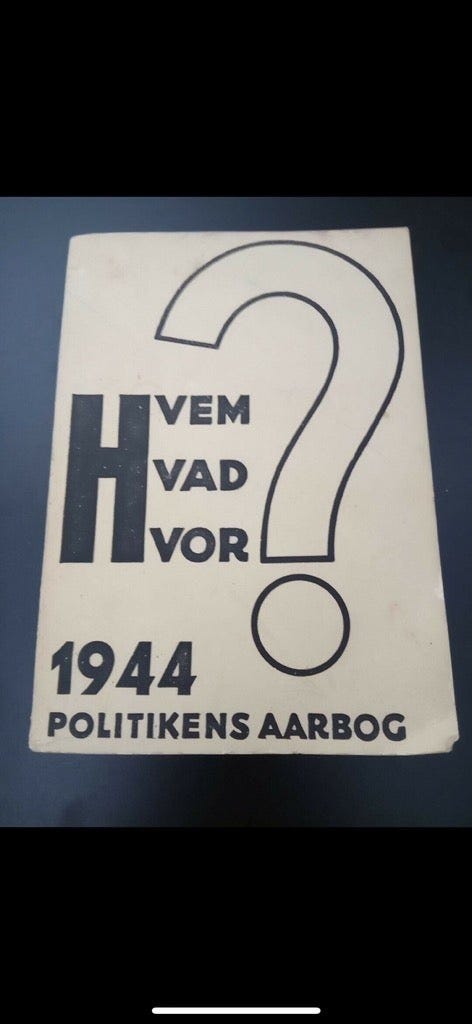 HVEM
HVAD
HVOR?
1944
POLITIKENS AARBOG